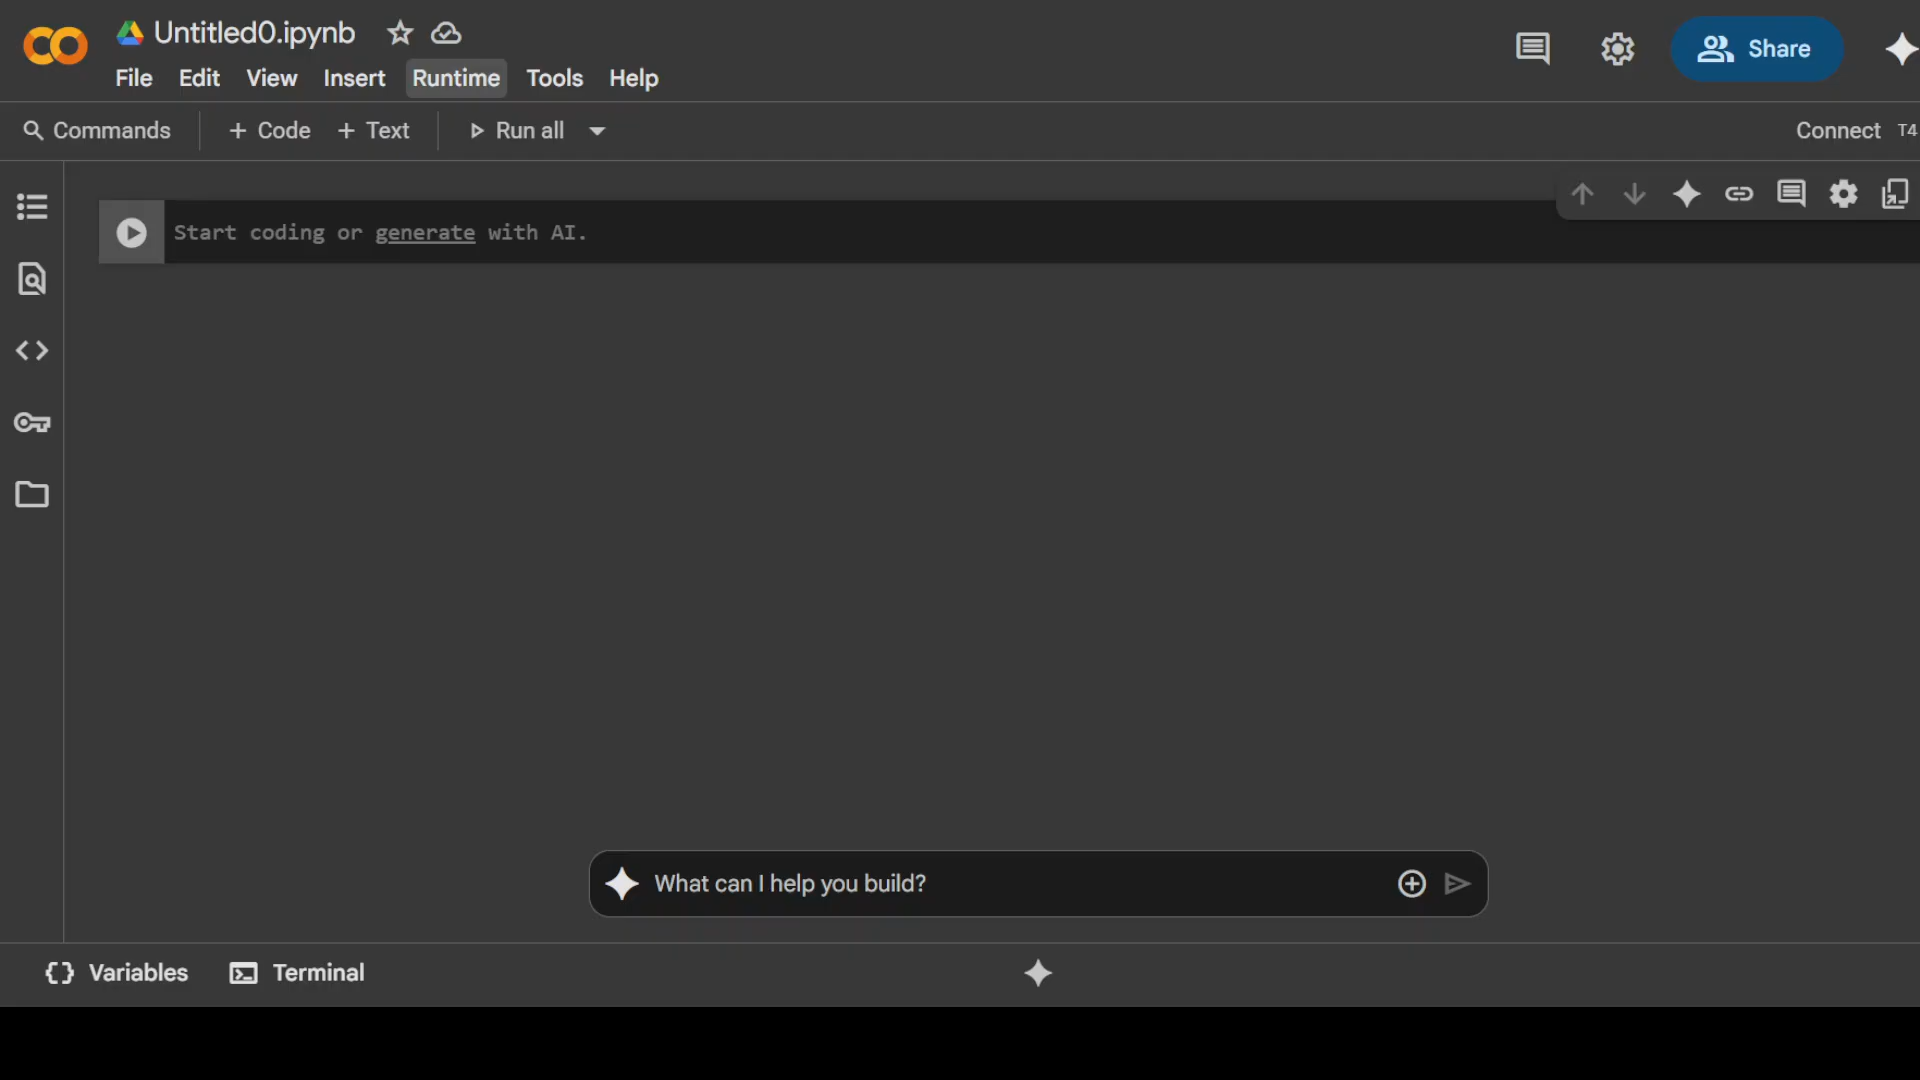 Untitled0.ipynb
File Edit View Insert Runtime Tools Help
Share
Commands + Code + Text Run all
Connect T4
Start coding or generate with AI.
What can I help you build?
Variables Terminal